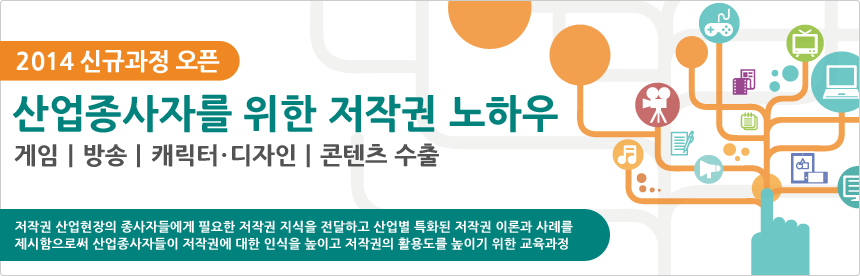 2014 신규과정 오픈
산업종사자를 위한 저작권 노하우
게임 | 방송 | 캐릭터·디자인 | 콘텐츠 수출
저작권 산업현장의 종사자들에게 필요한 저작권 지식을 전달하고 산업별 특화된 저작권 이론과 사례를
제시함으로써 산업종사자들이 저작권에 대한 인식을 높이고 저작권의 활용도를 높이기 위한 교육과정